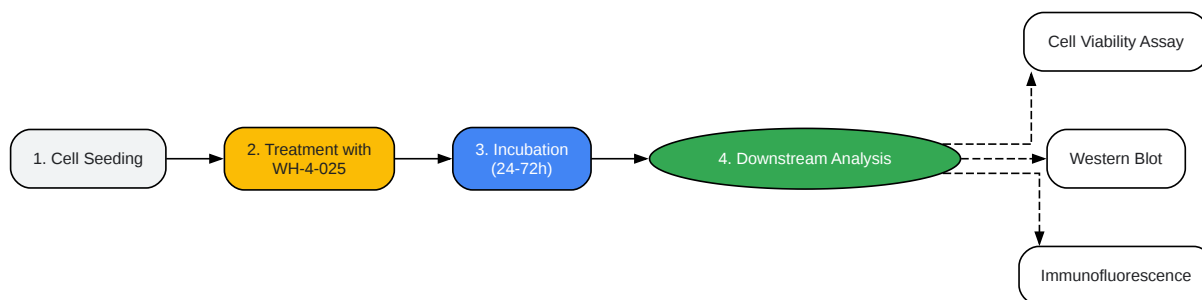 1. Cell Seeding
2. Treatment with
WH-4-025
3. Incubation
(24-72h)
4. Downstream Analysis
Cell Viability Assay
Western Blot
Immunofluorescence